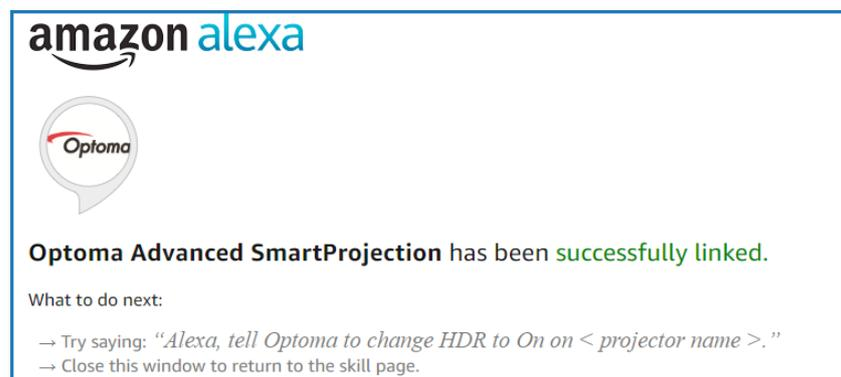 amazon alexa
Optoma
Optoma Advanced SmartProjection has been successfully linked.
What to do next:
→ Try saying: “Alexa, tell Optoma to change HDR to On on < projector name >.”
→ Close this window to return to the skill page.